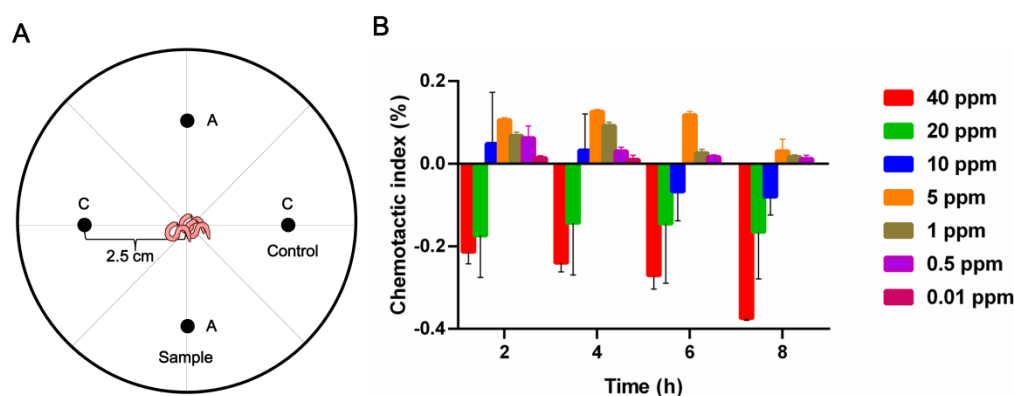 A
A
C
C
2.5 cm
Control
A
Sample
B
Chemotactic index (%)
0.2
0.0
-0.2
-0.4
2
4
6
8
Time (h)
40 ppm
20 ppm
10 ppm
5 ppm
1 ppm
0.5 ppm
0.01 ppm